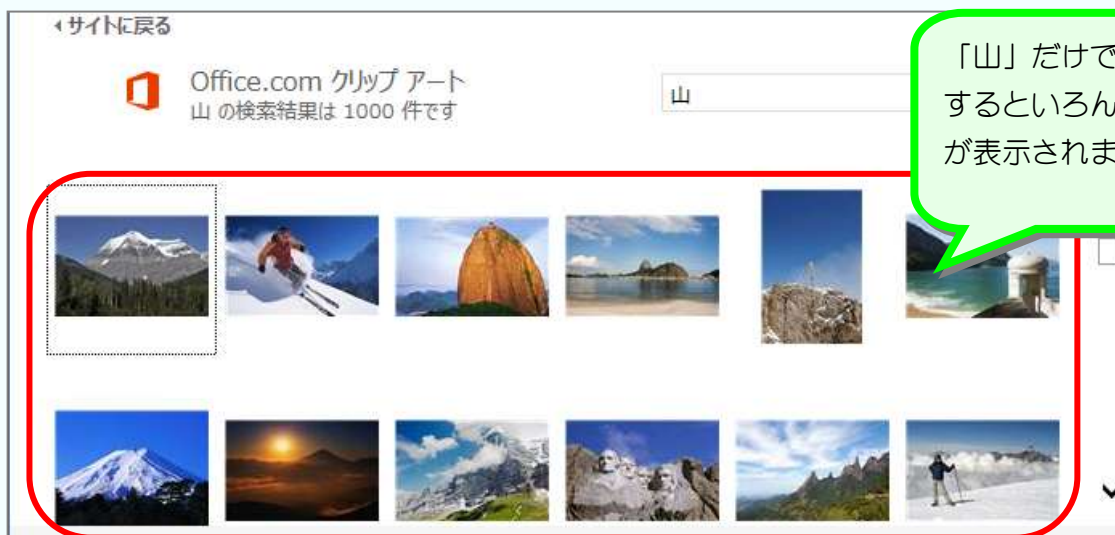 サイトに戻る
Office.com クリップ アート
山 の検索結果は 1000 件です
山
「山」だけで
するといろん
が表示されま